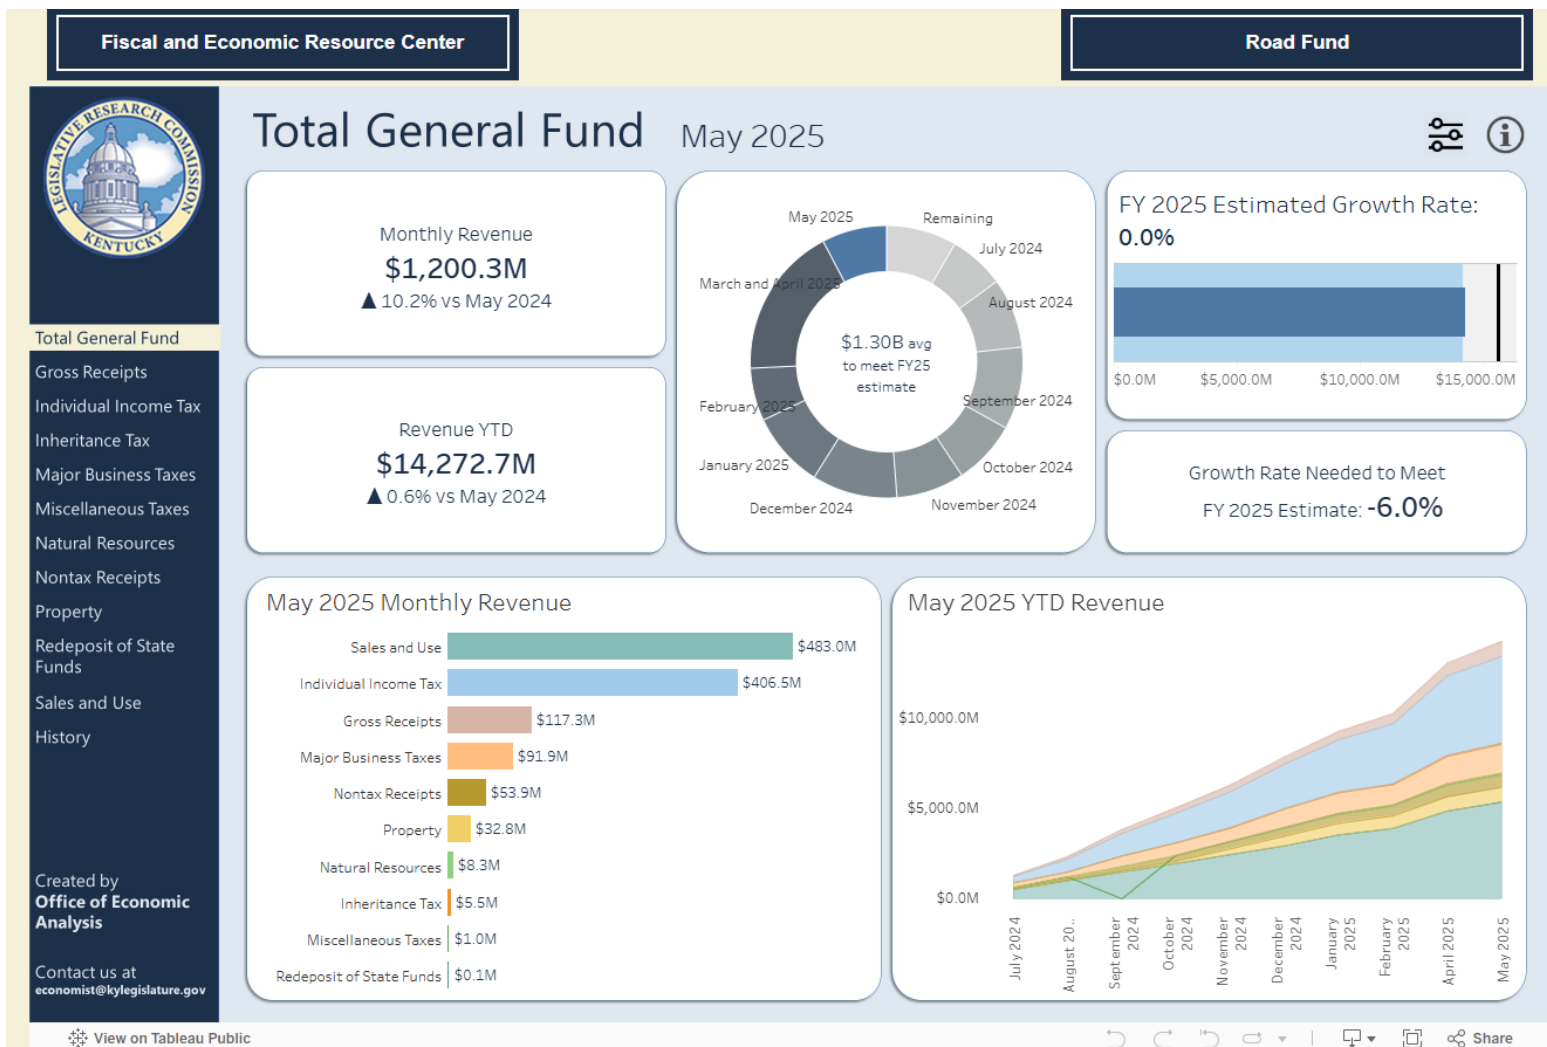 Fiscal and Economic Resource Center
Road Fund
LEGISLATIVE RESEARCH COMMISSION
KENTUCKY
Total General Fund May 2025
Total General Fund
Gross Receipts
Individual Income Tax
Inheritance Tax
Major Business Taxes
Miscellaneous Taxes
Natural Resources
Nontax Receipts
Property
Redeposit of State
Funds
Sales and Use
History
Created by
Office of Economic
Analysis
Contact us at
economist@kylegislature.gov
Monthly Revenue
$1,200.3M
▲ 10.2% vs May 2024
Revenue YTD
$14,272.7M
▲ 0.6% vs May 2024
May 2025
Remaining
July 2024
March and April 2025
August 2024
$1.30B avg
to meet FY25
estimate
February 2025
September 2024
January 2025
October 2024
December 2024
November 2024
FY 2025 Estimated Growth Rate:
0.0%
$0.0M $5,000.0M $10,000.0M $15,000.0M
Growth Rate Needed to Meet
FY 2025 Estimate: -6.0%
May 2025 Monthly Revenue
Sales and Use $483.0M
Individual Income Tax $406.5M
Gross Receipts $117.3M
Major Business Taxes $91.9M
Nontax Receipts $53.9M
Property $32.8M
Natural Resources $8.3M
Inheritance Tax $5.5M
Miscellaneous Taxes $1.0M
Redeposit of State Funds $0.1M
May 2025 YTD Revenue
$10,000.0M
$5,000.0M
$0.0M
July 2024
August 20..
September
2024
October
2024
November
2024
December
2024
January
2025
February
2025
April 2025
May 2025
View on Tableau Public
Share